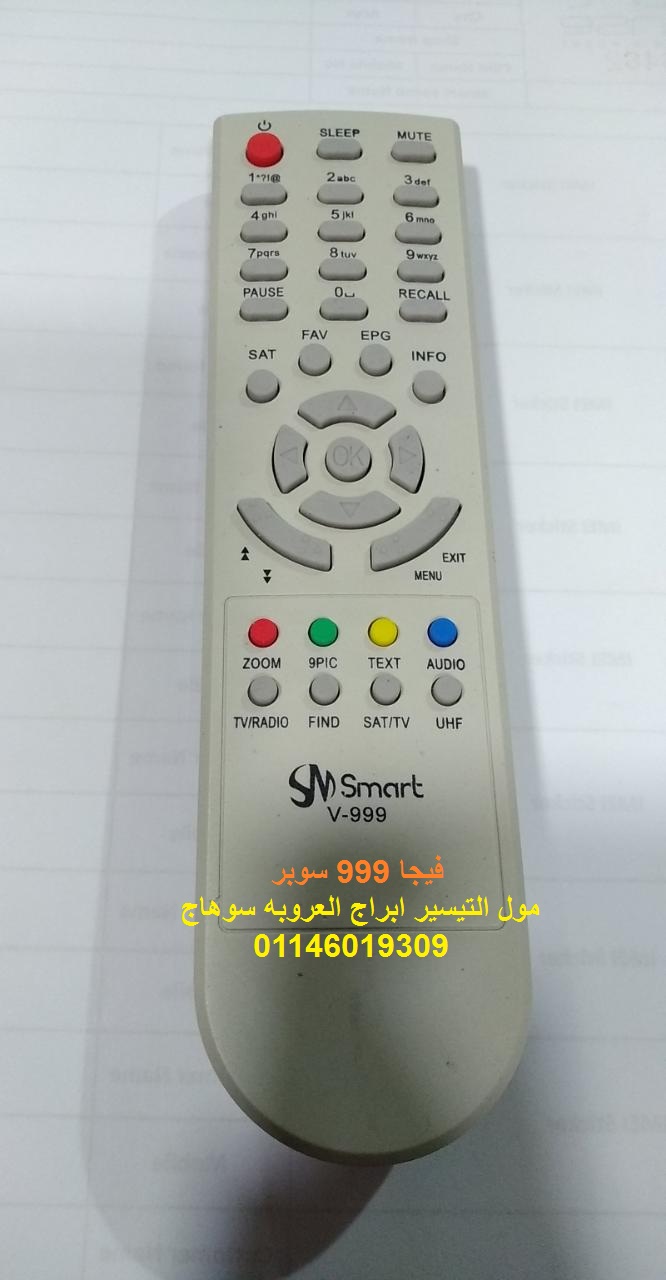 SLEEP MUTE
1*?!@ 2abc 3def
4ghi 5jkl 6mno
7pqrs 8tuv 9wxyz
PAUSE 0⎵ RECALL
FAV EPG
SAT INFO
OK
EXIT
MENU
ZOOM 9PIC TEXT AUDIO
TV/RADIO FIND SAT/TV UHF
SM Smart
V-999
فيجا 999 سوبر
مول التيسير ابراج العروبه سوهاج
01146019309